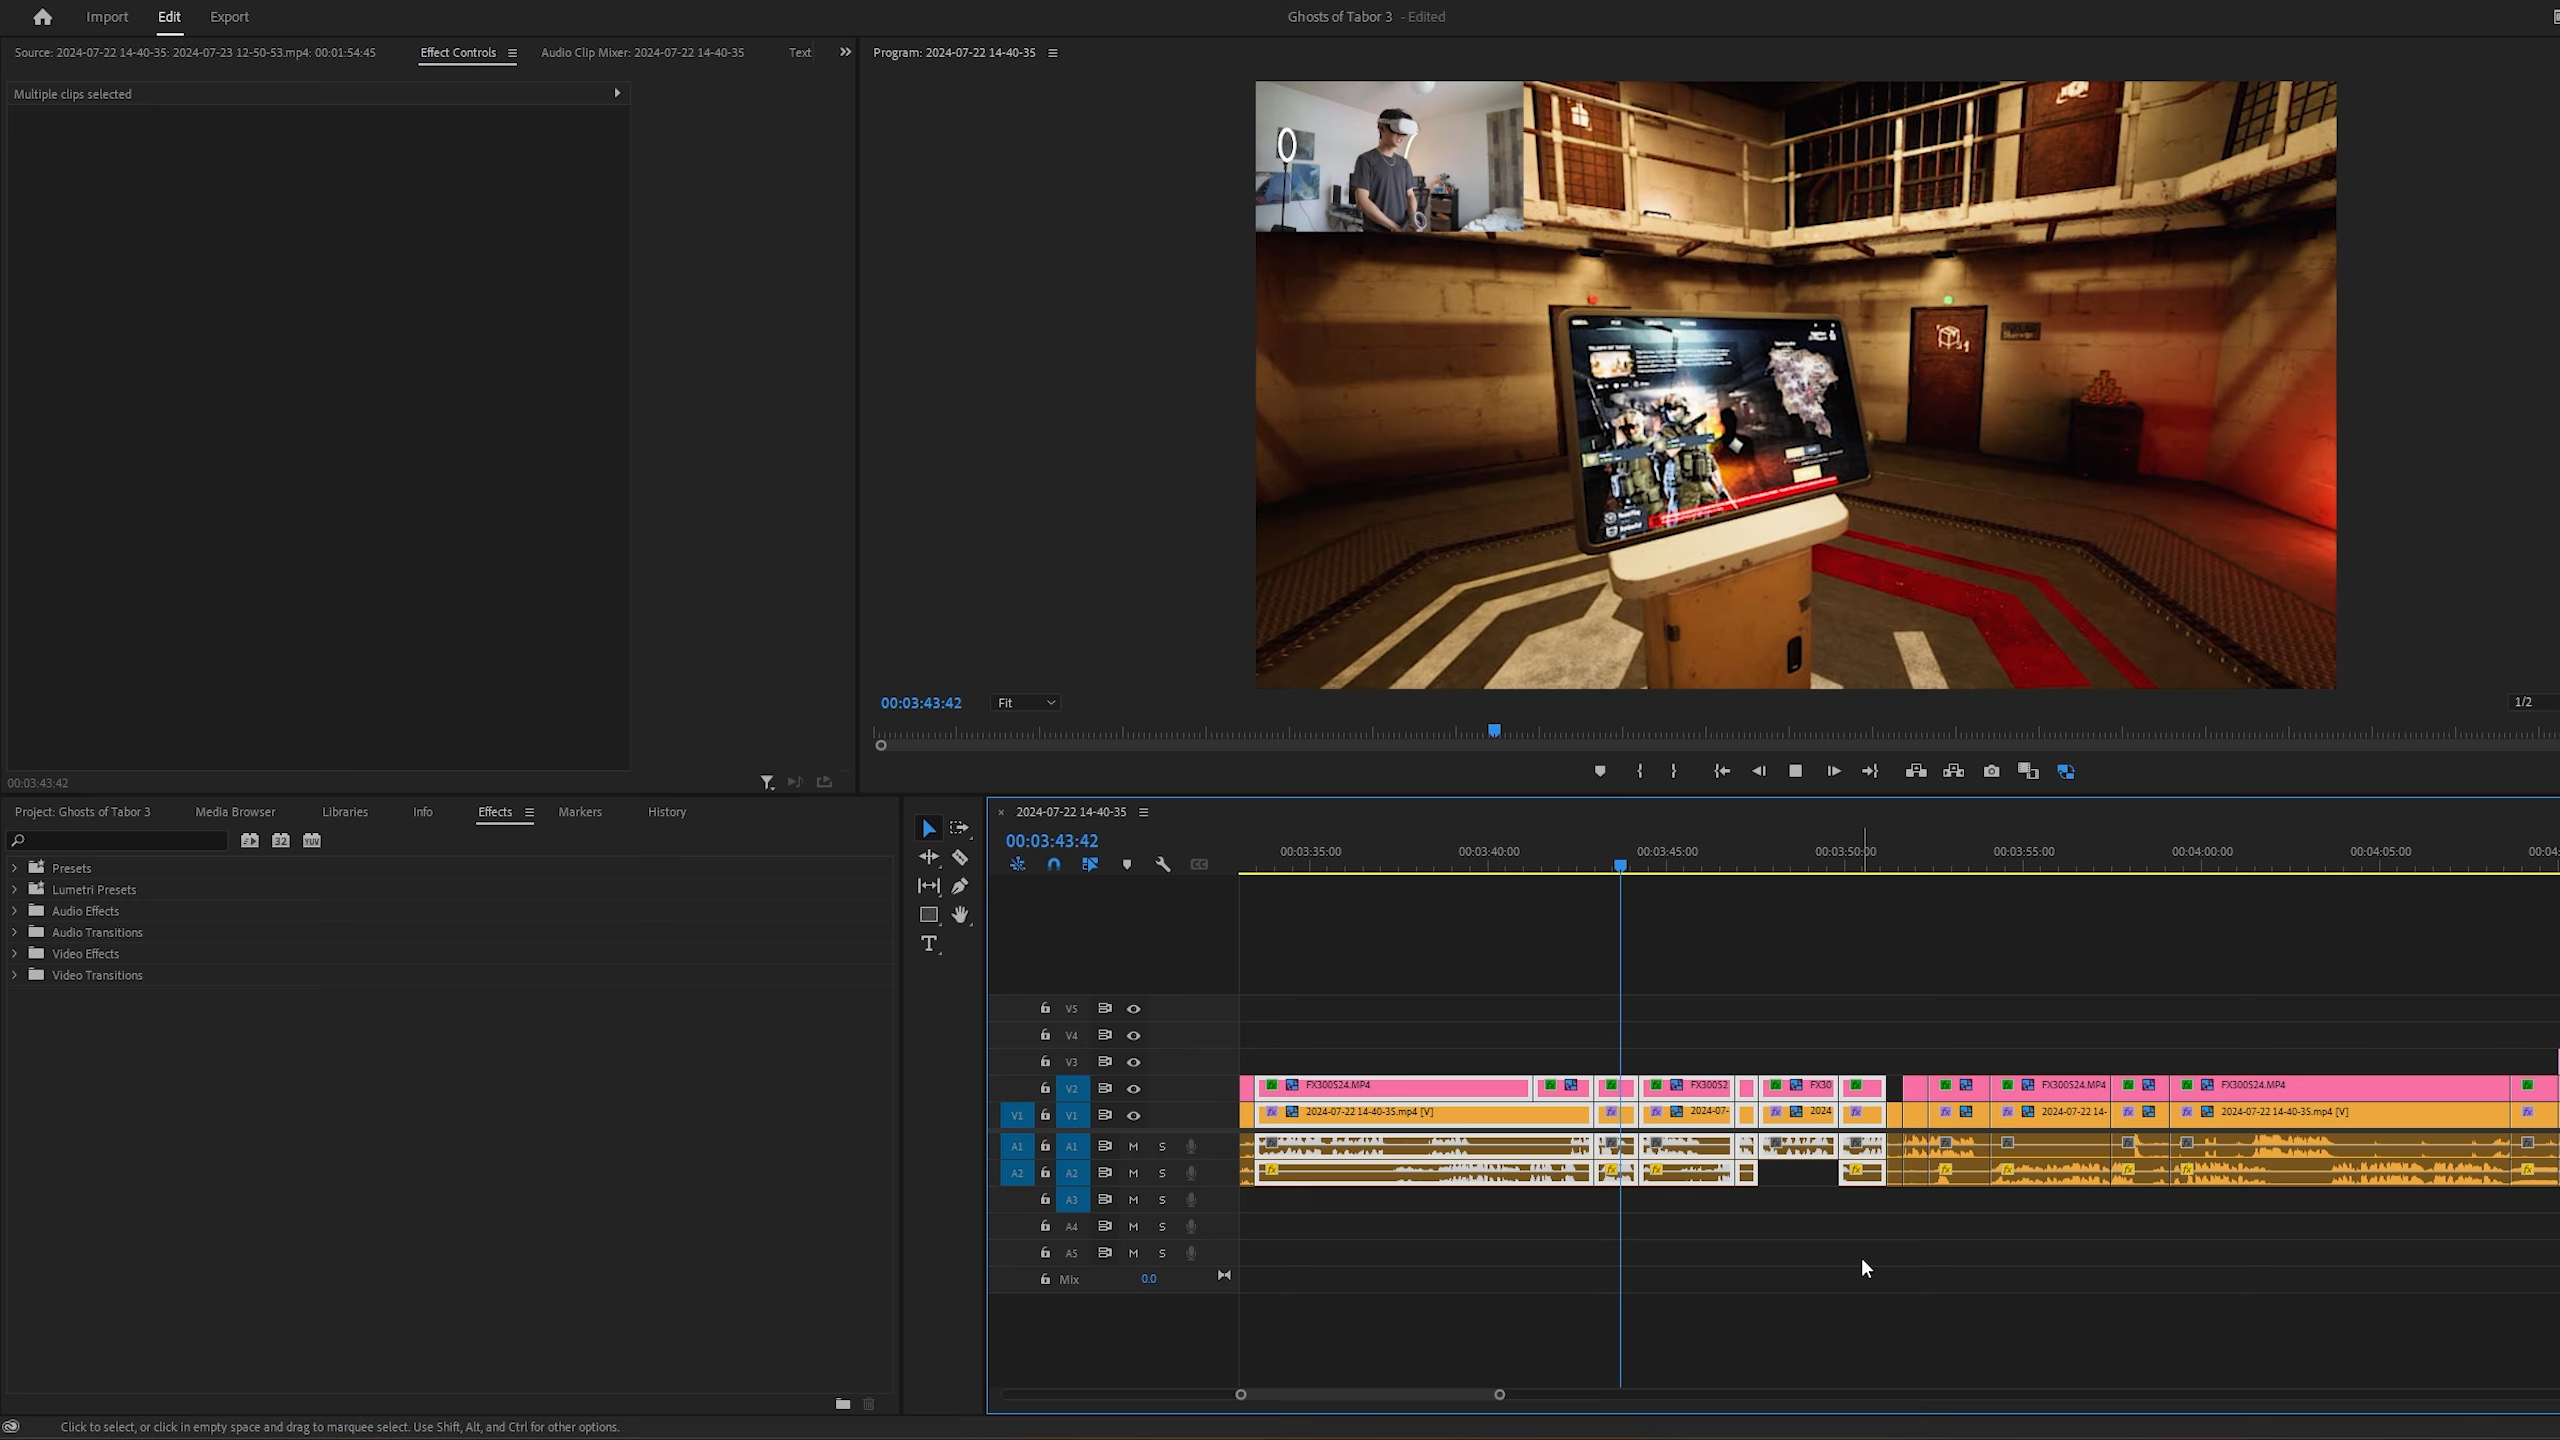 Import Edit Export Ghosts of Tabor 3 - Edited
Source: 2024-07-22 14-40-35: 2024-07-23 12-50-53.mp4: 00:01:54:45 Effect Controls Audio Clip Mixer: 2024-07-22 14-40-35 Text Program: 2024-07-22 14-40-35
Multiple clips selected
00:03:43:42 Fit 1/2
00:03:43:42
Project: Ghosts of Tabor 3 Media Browser Libraries Info Effects Markers History 2024-07-22 14-40-35
32 YUV
00:03:43:42
00:03:35:00 00:03:40:00 00:03:45:00 00:03:50:00 00:03:55:00 00:04:00:00 00:04:05:00 00:04:
Presets
Lumetri Presets
Audio Effects
Audio Transitions
Video Effects
Video Transitions
V5
V4
V3
V2 FX300524.MP4 FX30052 FX30 FX300524.MP4 FX300524.MP4
V1 V1 2024-07-22 14-40-35.mp4 [V] 2024-07- 2024 2024-07-22 14- 2024-07-22 14-40-35.mp4 [V]
A1 A1 M S
A2 A2 M S
A3 M S
A4 M S
A5 M S
Mix 0.0
Click to select, or click in empty space and drag to marquee select. Use Shift, Alt, and Ctrl for other options.